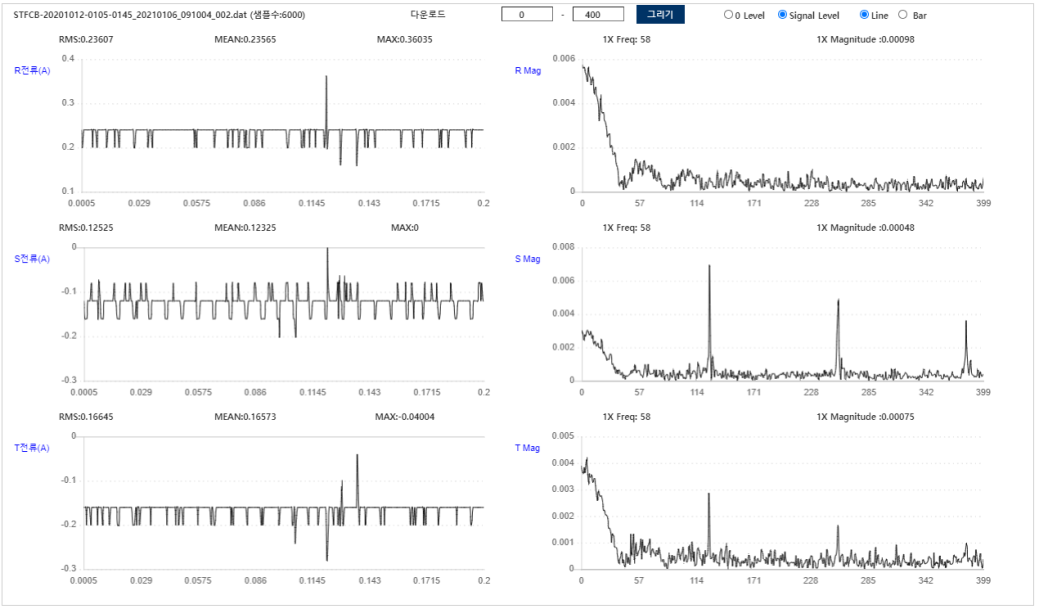 STFCB-20201012-0105-0145_20210106_091004_002.dat (샘플수:6000) 다운로드 0 - 400 그리기 0 Level Signal Level Line Bar
RMS:0.23607 MEAN:0.23565 MAX:0.36035 1X Freq: 58 1X Magnitude :0.00098
R전류(A)
0.4
0.3
0.2
0.1
0.0005 0.029 0.0575 0.086 0.1145 0.143 0.1715 0.2
R Mag
0.006
0.004
0.002
0
0 57 114 171 228 285 342 399
RMS:0.12525 MEAN:0.12325 MAX:0 1X Freq: 58 1X Magnitude :0.00048
S전류(A)
0
-0.1
-0.2
-0.3
0.0005 0.029 0.0575 0.086 0.1145 0.143 0.1715 0.2
S Mag
0.008
0.006
0.004
0.002
0
0 57 114 171 228 285 342 399
RMS:0.16645 MEAN:0.16573 MAX:-0.04004 1X Freq: 58 1X Magnitude :0.00075
T전류(A)
0
-0.1
-0.2
-0.3
0.0005 0.029 0.0575 0.086 0.1145 0.143 0.1715 0.2
T Mag
0.005
0.004
0.003
0.002
0.001
0
0 57 114 171 228 285 342 399